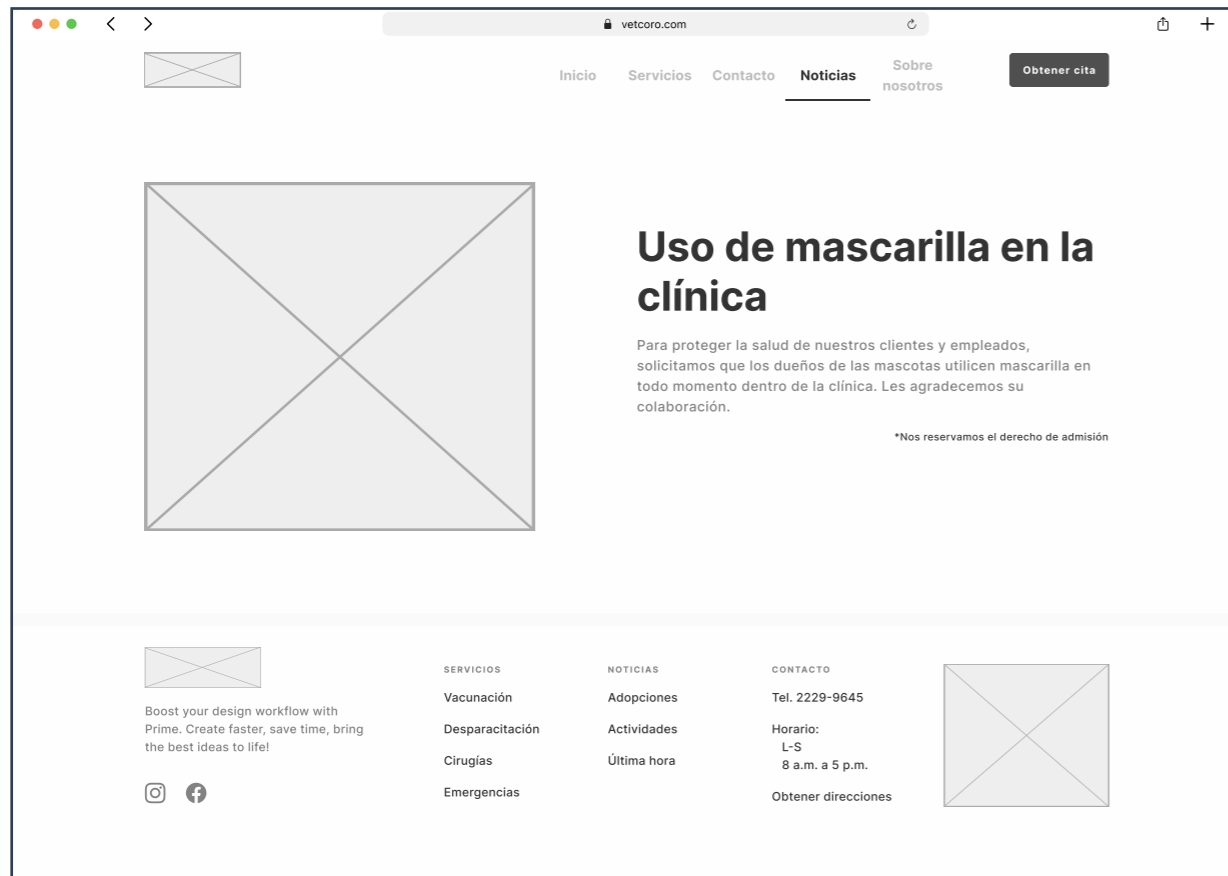 vetcoro.com
Inicio
Servicios
Contacto
Noticias
Sobre
nosotros
Obtener cita
Uso de mascarilla en la
clínica
Para proteger la salud de nuestros clientes y empleados,
solicitamos que los dueños de las mascotas utilicen mascarilla en
todo momento dentro de la clínica. Les agradecemos su
colaboración.
*Nos reservamos el derecho de admisión
Boost your design workflow with
Prime. Create faster, save time, bring
the best ideas to life!
SERVICIOS
Vacunación
Desparacitación
Cirugías
Emergencias
NOTICIAS
Adopciones
Actividades
Última hora
CONTACTO
Tel. 2229-9645
Horario:
L-S
8 a.m. a 5 p.m.
Obtener direcciones